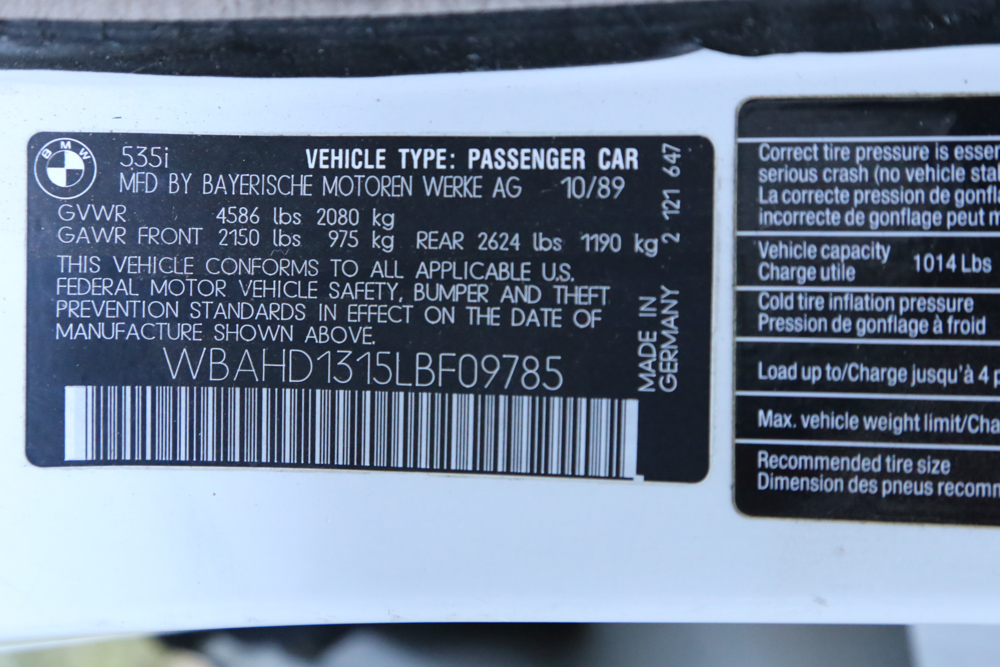 BMW
535i
VEHICLE TYPE: PASSENGER CAR
MFD BY BAYERISCHE MOTOREN WERKE AG 10/89
GVWR 4586 lbs 2080 kg
GAWR FRONT 2150 lbs 975 kg REAR 2624 lbs 1190 kg
THIS VEHICLE CONFORMS TO ALL APPLICABLE U.S.
FEDERAL MOTOR VEHICLE SAFETY, BUMPER AND THEFT
PREVENTION STANDARDS IN EFFECT ON THE DATE OF
MANUFACTURE SHOWN ABOVE.
WBAHD1315LBF09785
2 121 647
MADE IN
GERMANY
Correct tire pressure is
serious crash (no vehicle
La correcte pression de
incorrecte de gonflage peut
Vehicle capacity
Charge utile
1014 Lbs
Cold tire inflation pressure
Pression de gonflage à froid
Load up to/Charge jusqu'à 4
Max. vehicle weight limit/
Recommended tire size
Dimension des pneus